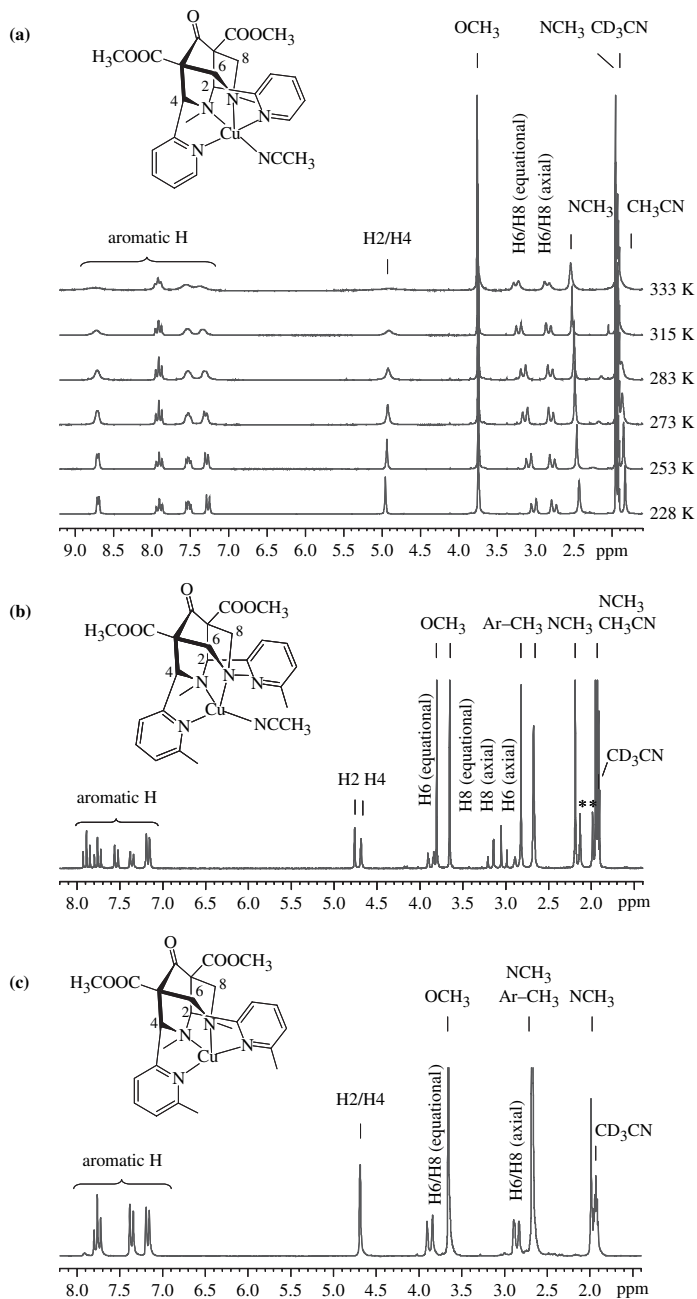 (a)
O
COOCH3
H3COOC
8
6
2
4
N
N
N
Cu
N
NCCH3
OCH3
NCH3 CD3CN
H6/H8 (equational)
H6/H8 (axial)
NCH3
CH3CN
aromatic H
H2/H4
333 K
315 K
283 K
273 K
253 K
228 K
9.0 8.5 8.0 7.5 7.0 6.5 6.0 5.5 5.0 4.5 4.0 3.5 3.0 2.5 ppm
(b)
O
COOCH3
H3COOC
8
6
2
4
N
N
N
Cu
N
NCCH3
OCH3
Ar–CH3
NCH3
NCH3
CH3CN
CD3CN
H6 (equational)
H8 (equational)
H8 (axial)
H6 (axial)
H2 H4
aromatic H
**
8.0 7.5 7.0 6.5 6.0 5.5 5.0 4.5 4.0 3.5 3.0 2.5 2.0 ppm
(c)
O
COOCH3
H3COOC
8
6
2
4
N
N
N
Cu
N
NCH3
OCH3
Ar–CH3
NCH3
H6/H8 (equational)
H6/H8 (axial)
CD3CN
H2/H4
aromatic H
8.0 7.5 7.0 6.5 6.0 5.5 5.0 4.5 4.0 3.5 3.0 2.5 2.0 ppm